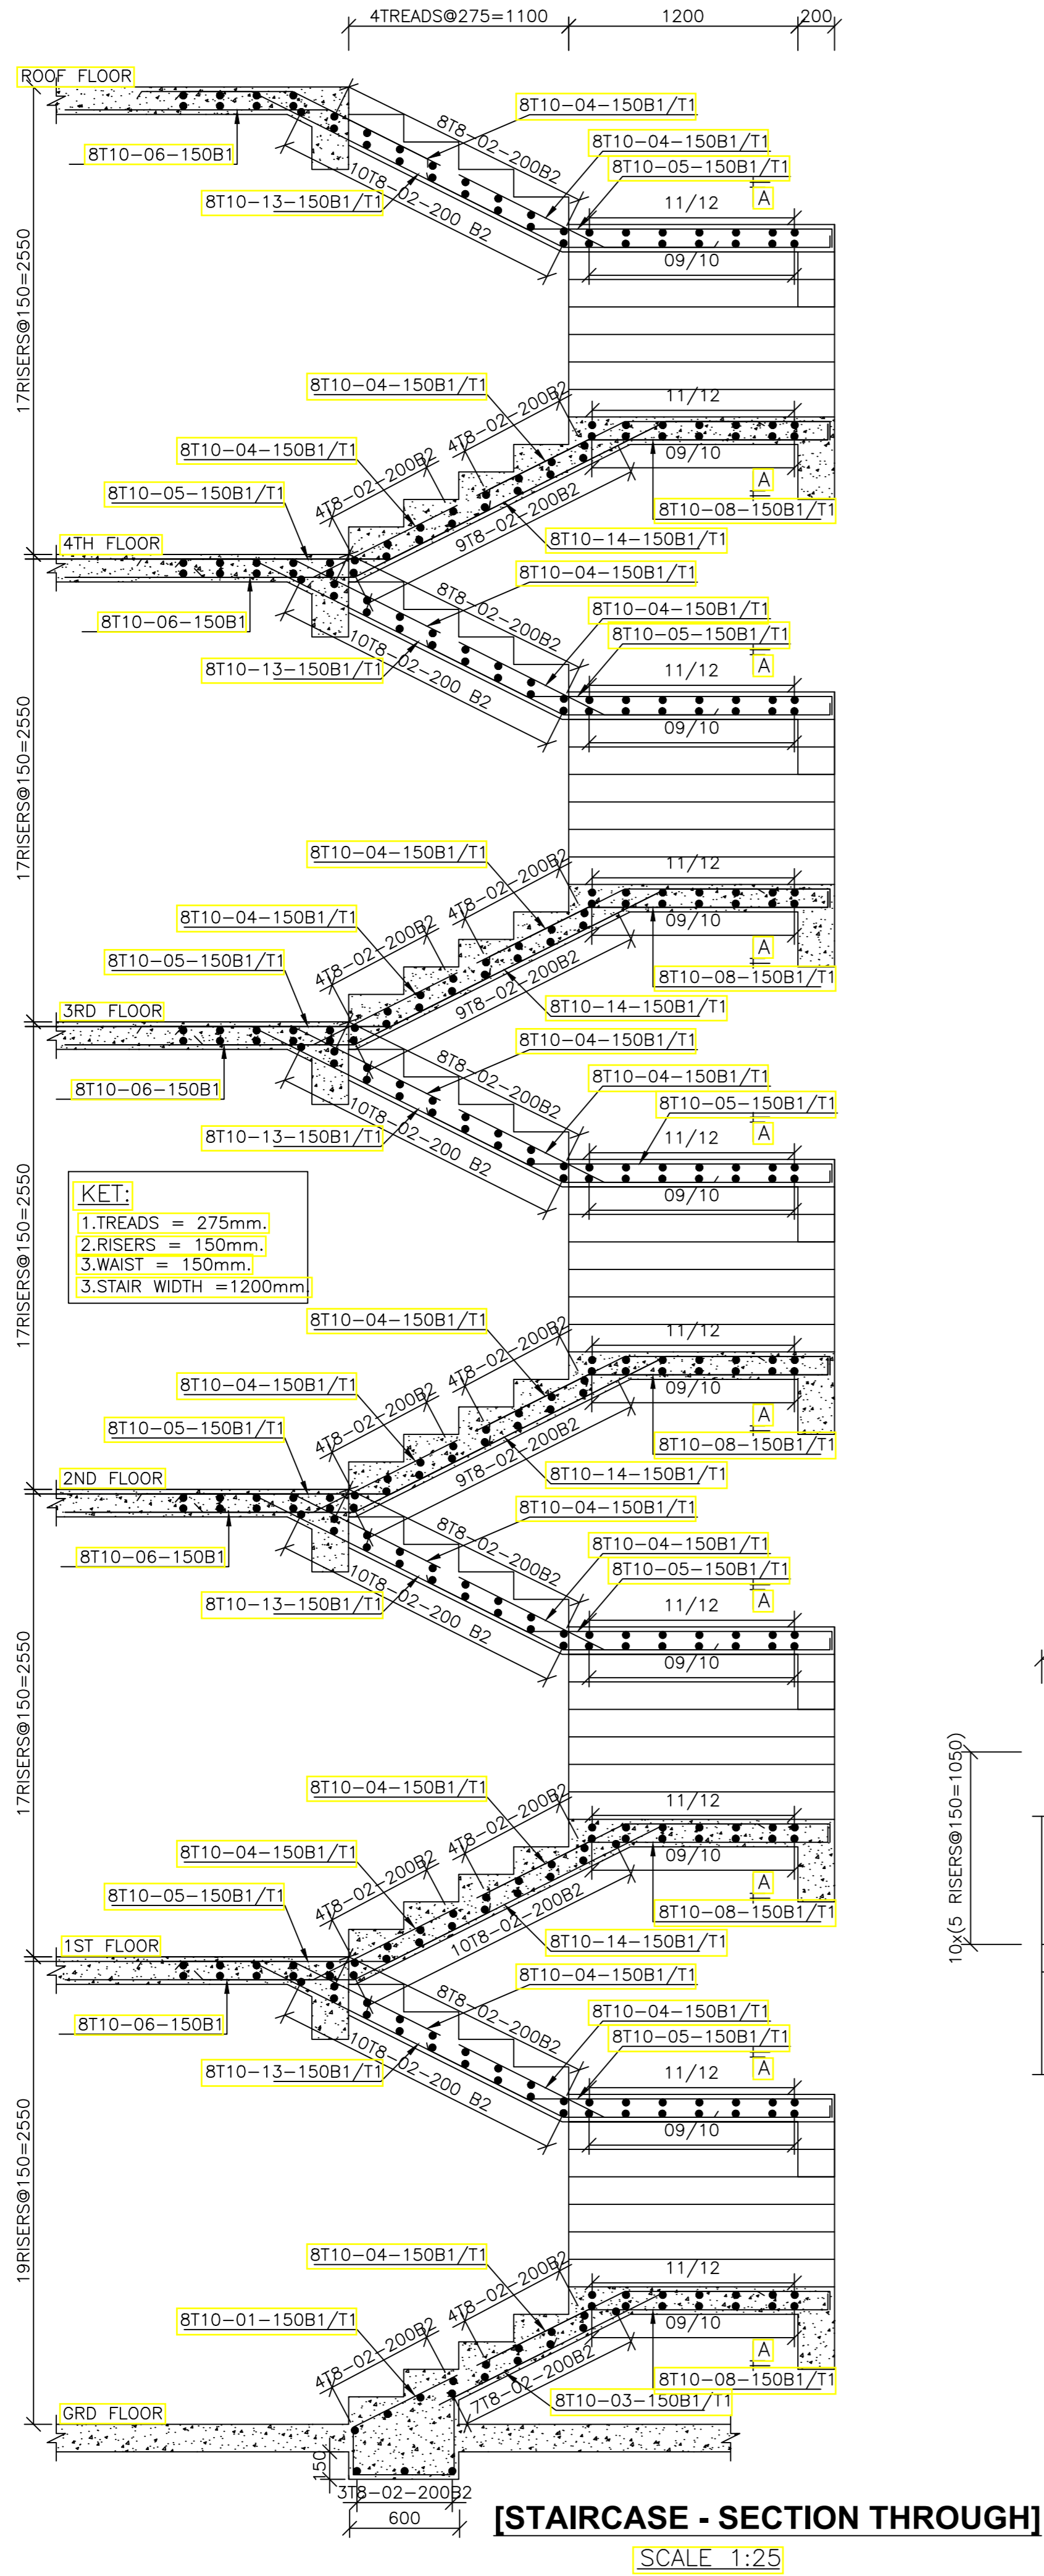 4TREADS@275=1100
1200
200
ROOF FLOOR
8T10-04-150B1/T1
8T8-02-200B2
8T10-04-150B1/T1
8T10-06-150B1
8T10-05-150B1/T1
10T8-02-200 B2
8T10-13-150B1/T1
A
11/12
09/10
17RISERS@150=2550
8T10-04-150B1/T1
4T8-02-200B2
11/12
8T10-04-150B1/T1
4T8-02-200B2
09/10
A
8T10-05-150B1/T1
8T10-08-150B1/T1
9T8-02-200B2
8T10-14-150B1/T1
4TH FLOOR
8T10-04-150B1/T1
8T8-02-200B2
8T10-04-150B1/T1
8T10-06-150B1
8T10-05-150B1/T1
10T8-02-200 B2
8T10-13-150B1/T1
A
11/12
09/10
17RISERS@150=2550
8T10-04-150B1/T1
4T8-02-200B2
11/12
8T10-04-150B1/T1
4T8-02-200B2
09/10
A
8T10-05-150B1/T1
8T10-08-150B1/T1
9T8-02-200B2
8T10-14-150B1/T1
3RD FLOOR
8T10-04-150B1/T1
8T8-02-200B2
8T10-04-150B1/T1
8T10-06-150B1
8T10-05-150B1/T1
10T8-02-200 B2
8T10-13-150B1/T1
A
11/12
09/10
KET:
1.TREADS = 275mm.
2.RISERS = 150mm.
3.WAIST = 150mm.
3.STAIR WIDTH =1200mm.
17RISERS@150=2550
8T10-04-150B1/T1
4T8-02-200B2
11/12
8T10-04-150B1/T1
4T8-02-200B2
09/10
A
8T10-05-150B1/T1
8T10-08-150B1/T1
9T8-02-200B2
8T10-14-150B1/T1
2ND FLOOR
8T10-04-150B1/T1
8T8-02-200B2
8T10-04-150B1/T1
8T10-06-150B1
8T10-05-150B1/T1
10T8-02-200 B2
8T10-13-150B1/T1
A
11/12
09/10
17RISERS@150=2550
10x(5 RISERS@150=1050)
8T10-04-150B1/T1
4T8-02-200B2
11/12
8T10-04-150B1/T1
4T8-02-200B2
09/10
A
8T10-05-150B1/T1
8T10-08-150B1/T1
10T8-02-200B2
8T10-14-150B1/T1
1ST FLOOR
8T10-04-150B1/T1
8T8-02-200B2
8T10-04-150B1/T1
8T10-06-150B1
8T10-05-150B1/T1
10T8-02-200 B2
8T10-13-150B1/T1
A
11/12
09/10
19RISERS@150=2550
8T10-04-150B1/T1
4T8-02-200B2
11/12
8T10-01-150B1/T1
4T8-02-200B2
09/10
A
8T10-08-150B1/T1
7T8-02-200B2
8T10-03-150B1/T1
GRD FLOOR
150
3T8-02-200B2
600
[STAIRCASE - SECTION THROUGH]
SCALE 1:25